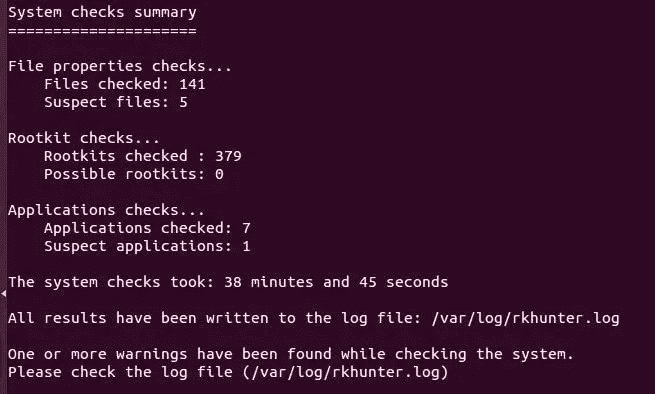 System checks summary
=====================
File properties checks...
Files checked: 141
Suspect files: 5
Rootkit checks...
Rootkits checked : 379
Possible rootkits: 0
Applications checks...
Applications checked: 7
Suspect applications: 1
The system checks took: 38 minutes and 45 seconds
All results have been written to the log file: /var/log/rkhunter.log
One or more warnings have been found while checking the system.
Please check the log file (/var/log/rkhunter.log)